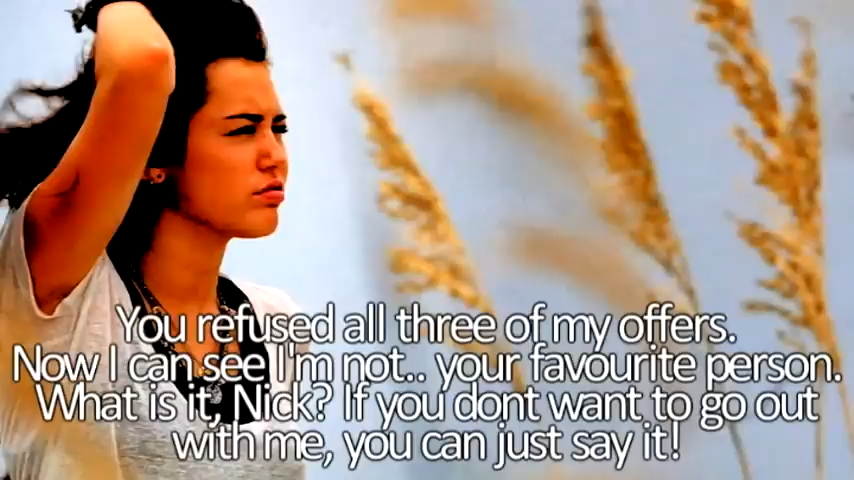 You refused all three of my offers.
Now I can see I'm not.. your favourite person.
What is it, Nick? If you dont want to go out
with me, you can just say it!